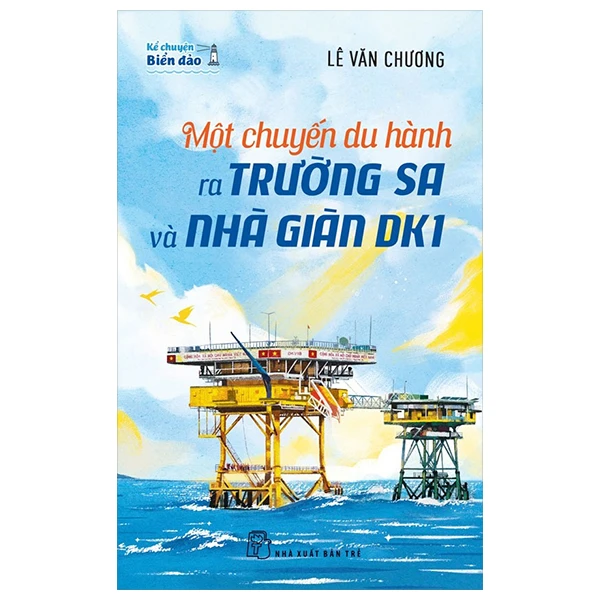 Kể chuyện
Biển đảo
LÊ VĂN CHƯƠNG
Một chuyến du hành
ra TRƯỜNG SA
và NHÀ GIÀN DK1
NHÀ XUẤT BẢN TRẺ